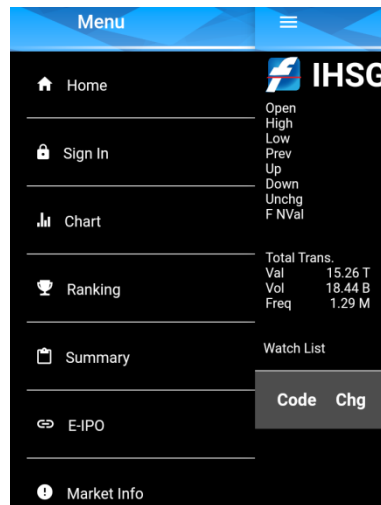 Menu
Home
Sign In
Chart
Ranking
Summary
E-IPO
Market Info
Open
High
Low
Prev
Up
Down
Unchg
F NVal
Total Trans.
Val 15.26 T
Vol 18.44 B
Freq 1.29 M
Watch List
Code Chg